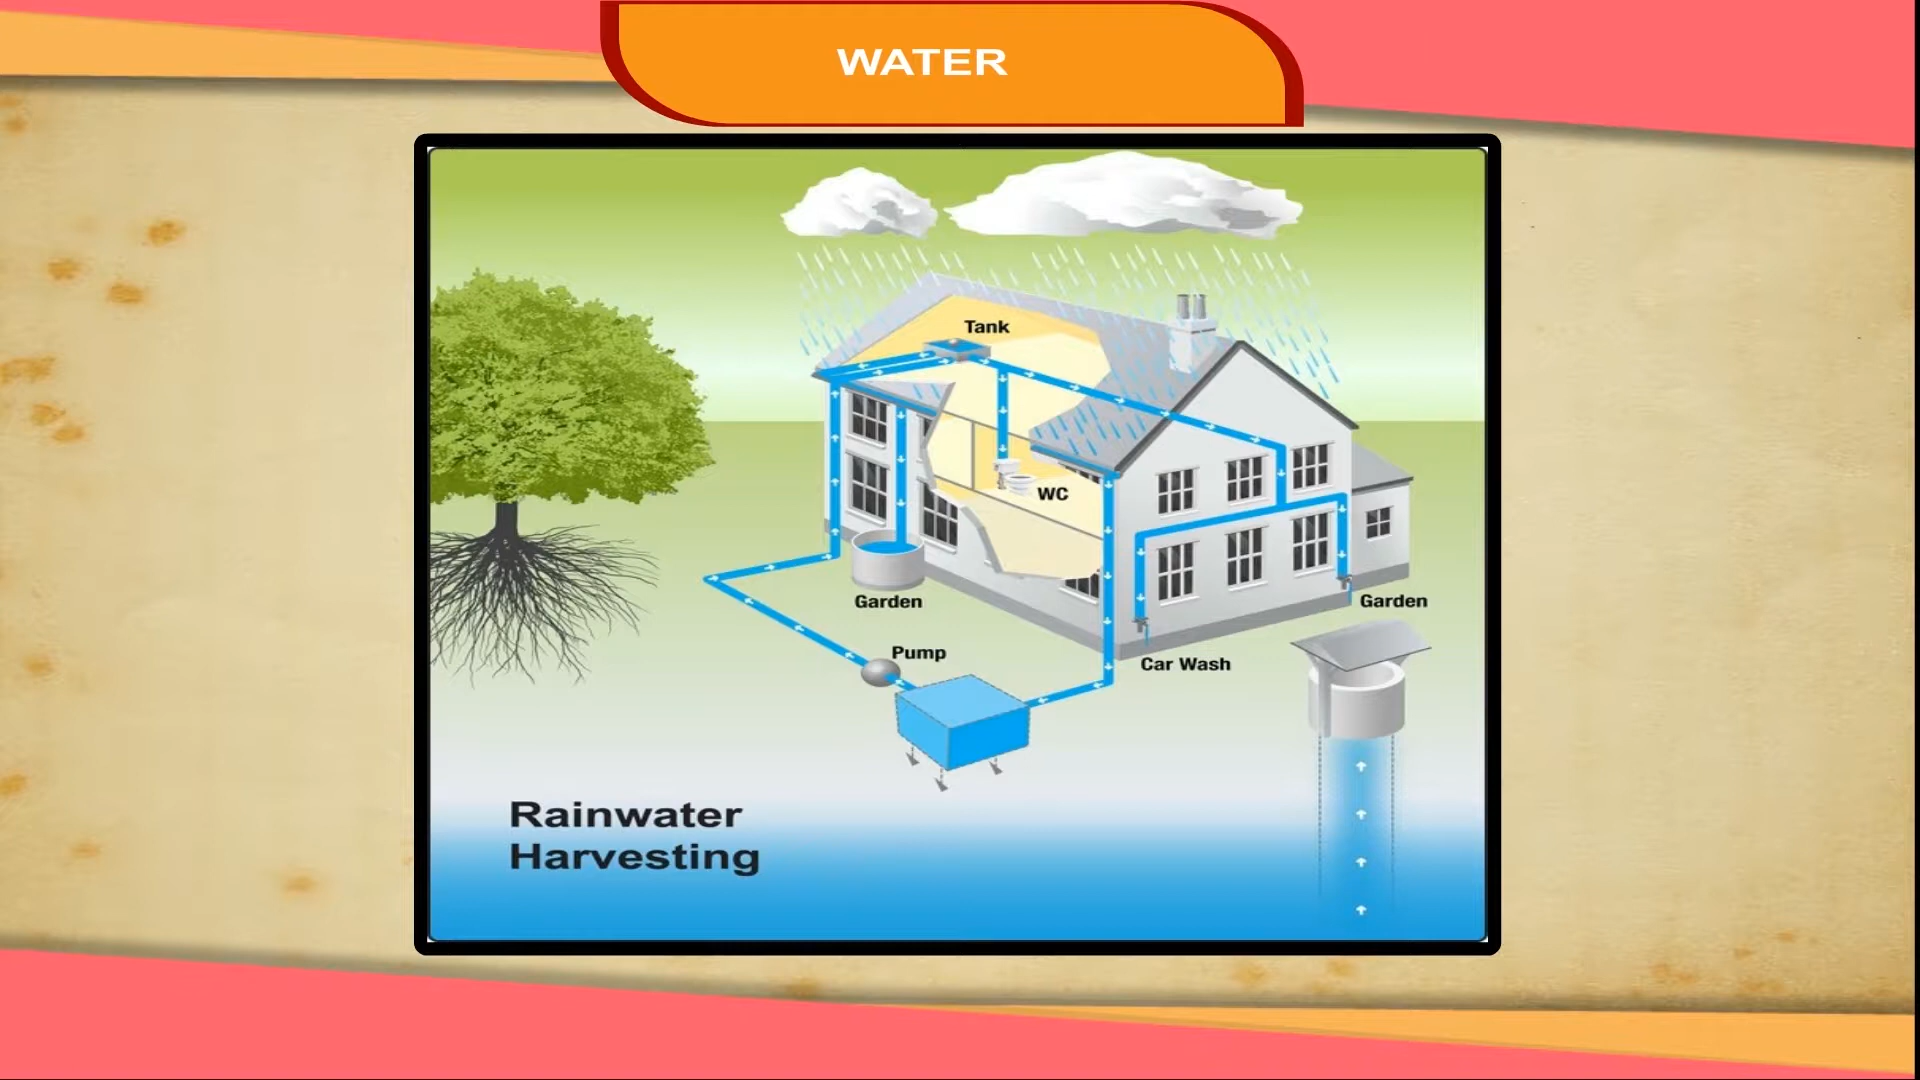 WATER
Tank
WC
Garden
Garden
Pump
Car Wash
Rainwater
Harvesting